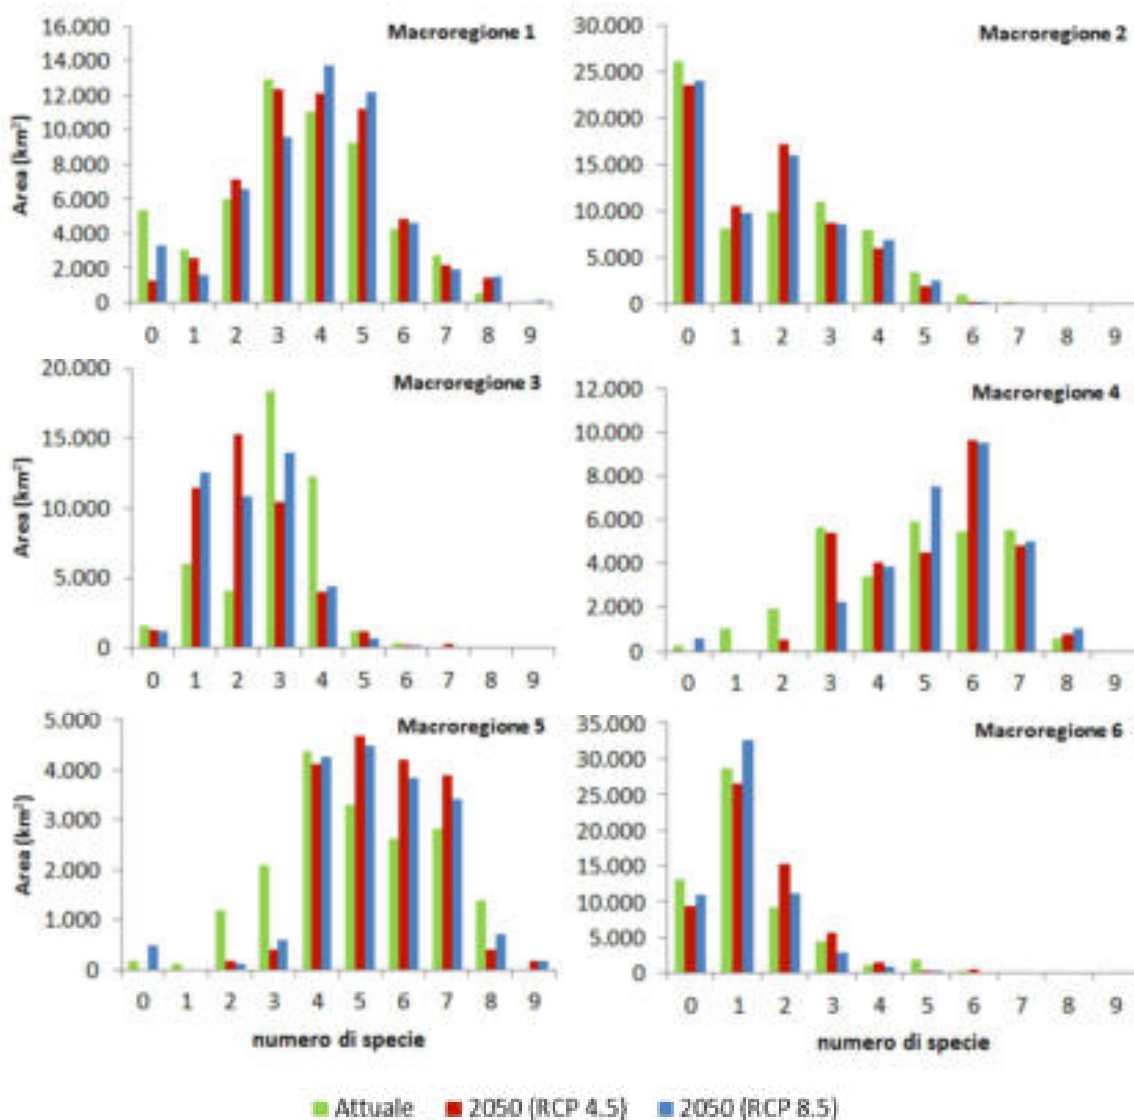 Macroregione 1
Area (km²)
16.000
14.000
12.000
10.000
8.000
6.000
4.000
2.000
0
0 1 2 3 4 5 6 7 8 9
Macroregione 2
30.000
25.000
20.000
15.000
10.000
5.000
0
0 1 2 3 4 5 6 7 8 9
Macroregione 3
Area (km²)
20.000
15.000
10.000
5.000
0
0 1 2 3 4 5 6 7 8 9
Macroregione 4
12.000
10.000
8.000
6.000
4.000
2.000
0
0 1 2 3 4 5 6 7 8 9
Macroregione 5
Area (km²)
5.000
4.000
3.000
2.000
1.000
0
0 1 2 3 4 5 6 7 8 9
numero di specie
Macroregione 6
35.000
30.000
25.000
20.000
15.000
10.000
5.000
0
0 1 2 3 4 5 6 7 8 9
numero di specie
Attuale 2050 (RCP 4.5) 2050 (RCP 8.5)